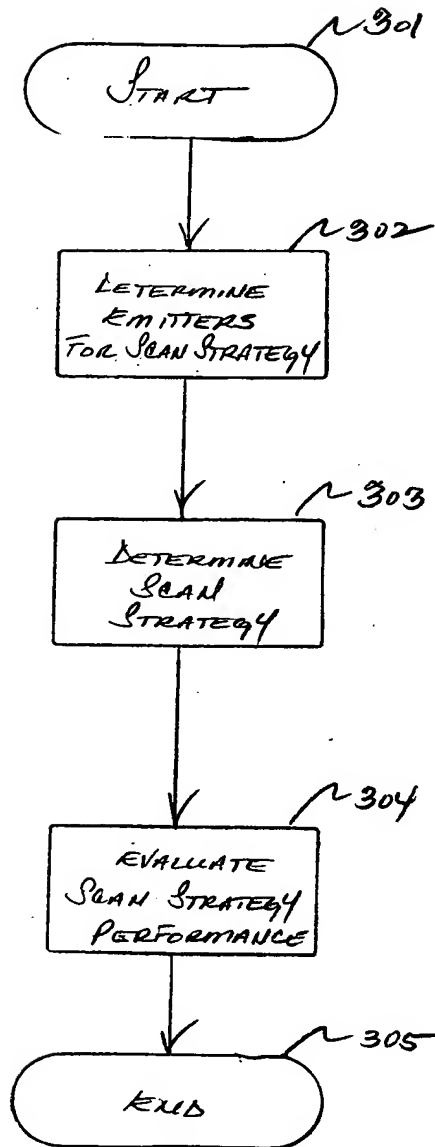 301
START
302
DETERMINE
EMITTERS
FOR SCAN STRATEGY
303
DETERMINE
SCAN
STRATEGY
304
EVALUATE
SCAN STRATEGY
PERFORMANCE
305
END